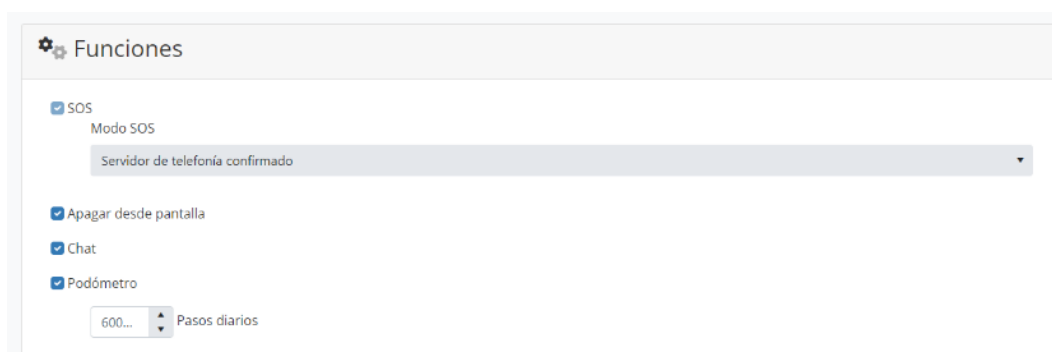 Funciones
SOS
Modo SOS
Servidor de telefonía confirmado
Apagar desde pantalla
Chat
Podómetro
600... Pasos diarios